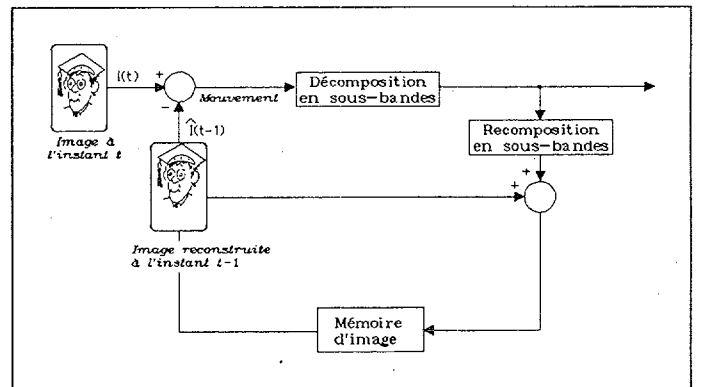 i(t)
+
−
Mouvement
Décomposition
en sous-bandes
Image à
l'instant t
Î(t-1)
Recomposition
en sous-bandes
+
+
Image reconstruite
à l'instant t-1
Mémoire
d'image